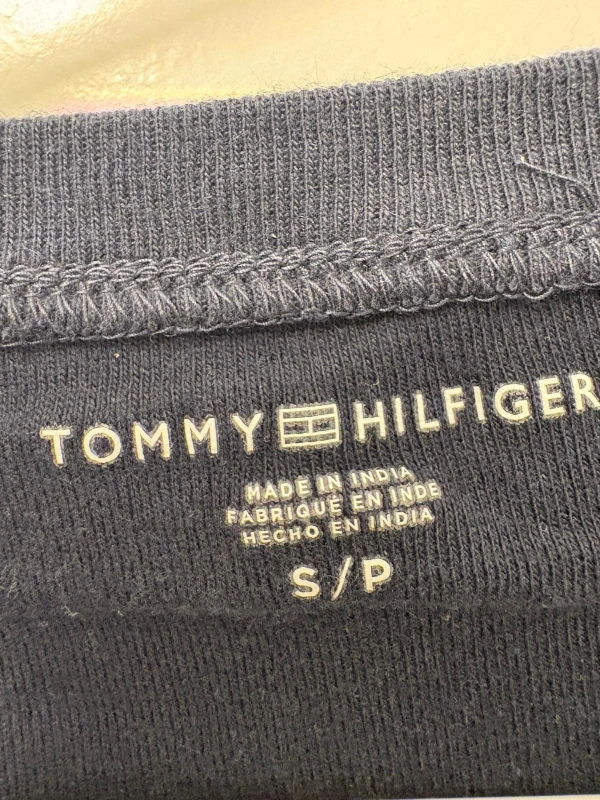 TOMMY HILFIGER
MADE IN INDIA
FABRIQUÉ EN INDE
HECHO EN INDIA
S/P